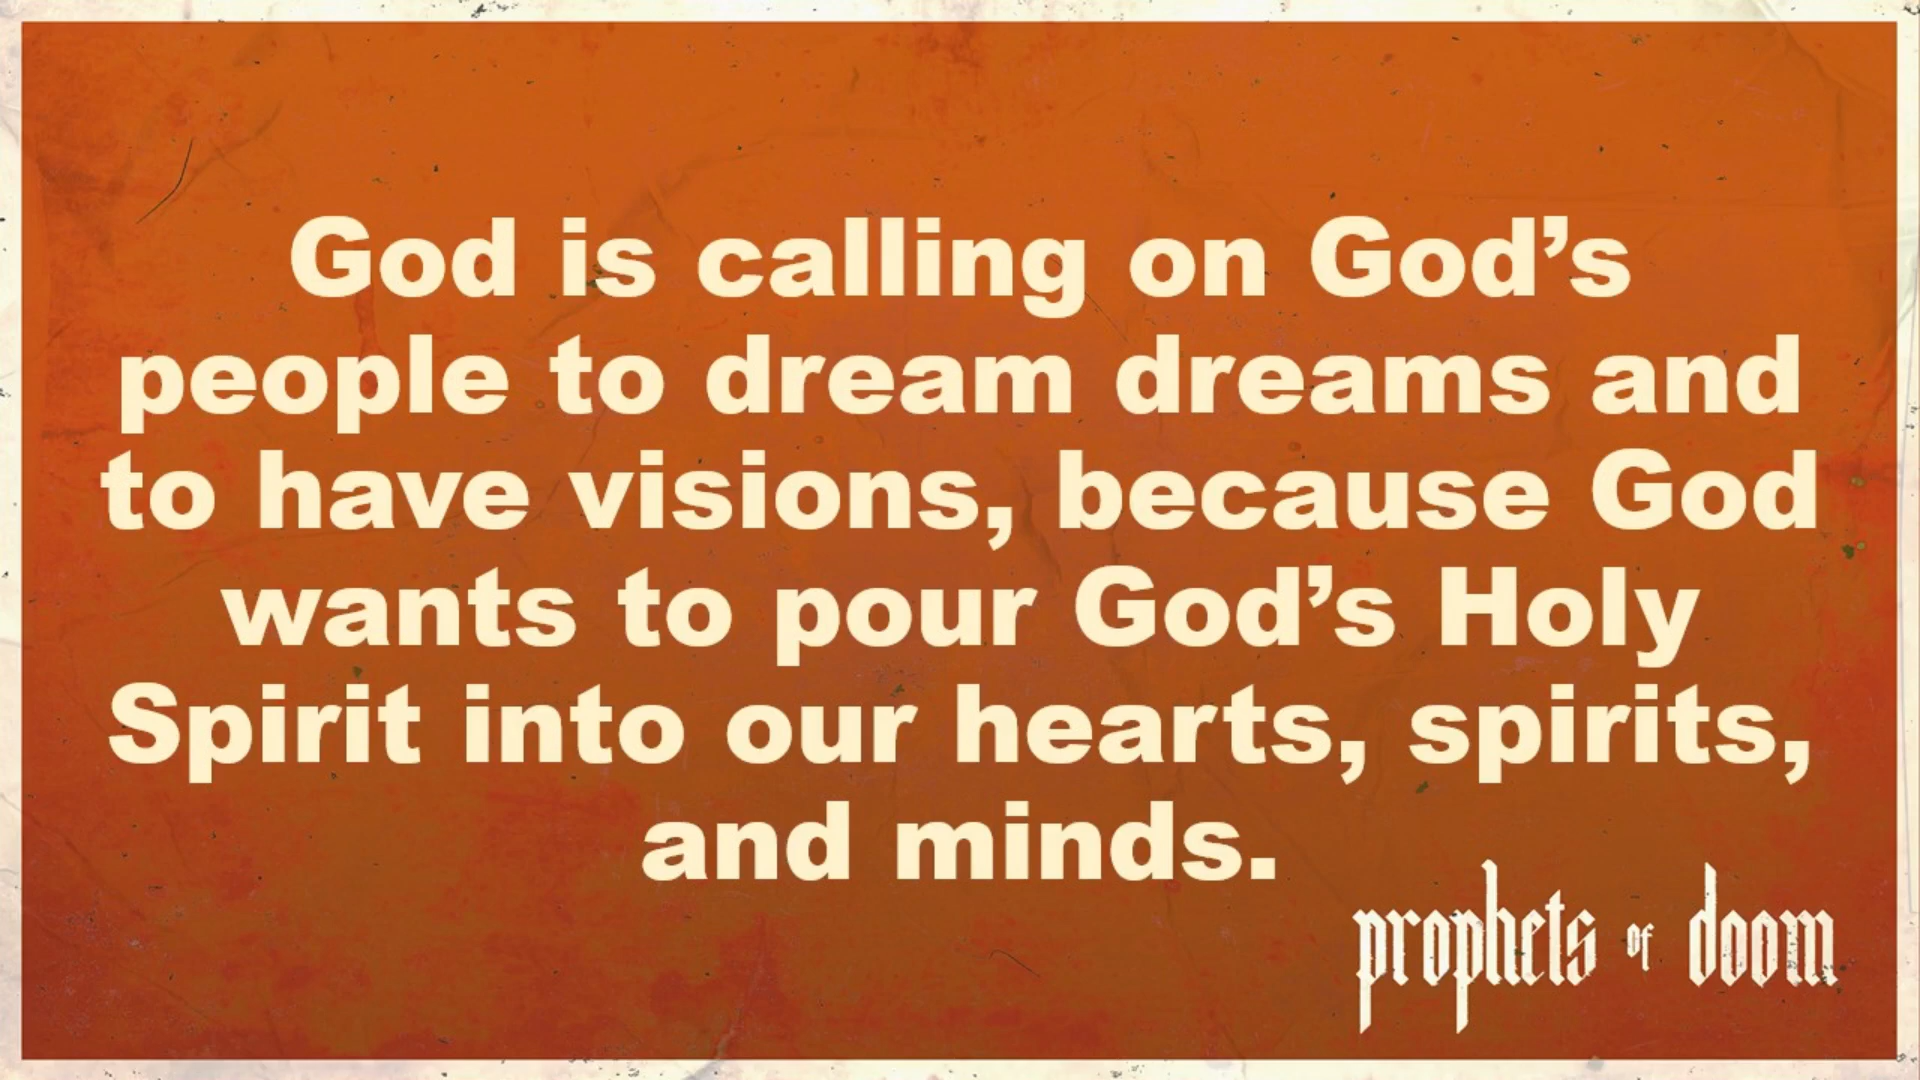 God is calling on God’s
people to dream dreams and
to have visions, because God
wants to pour God’s Holy
Spirit into our hearts, spirits,
and minds.
prophets of doom